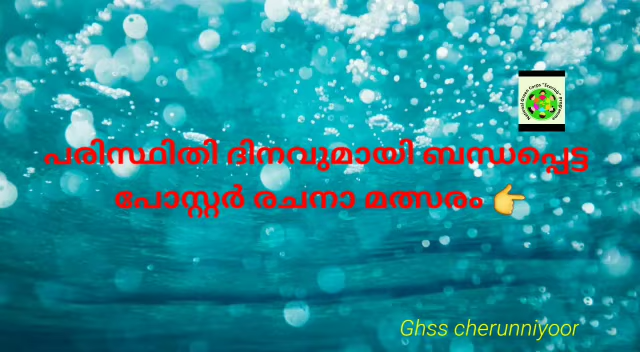 പരിസ്ഥിതി ദിനവുമായി ബന്ധപ്പെട്ട
പോസ്റ്റർ രചനാ മത്സരം 👉
Ghss cherunniyoor